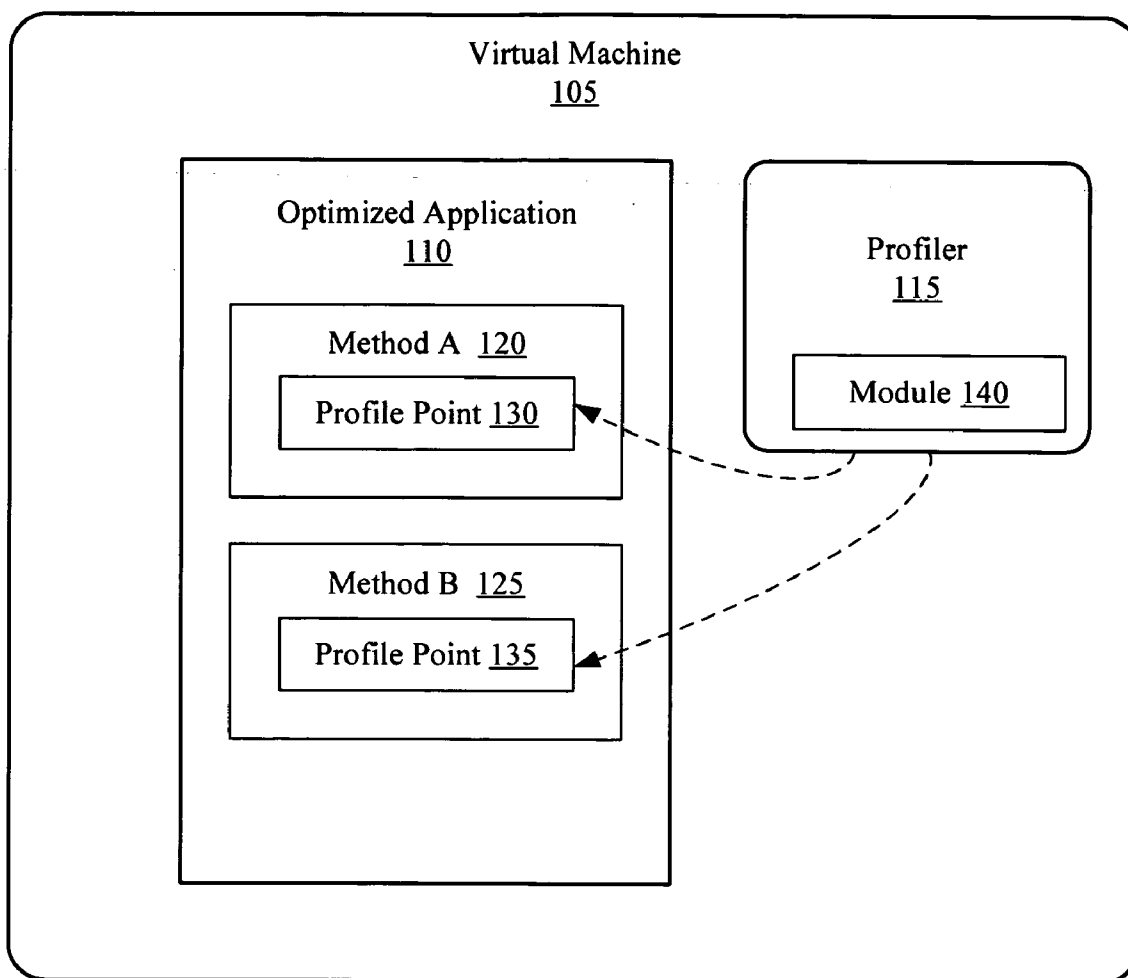 Virtual Machine
105
Optimized Application
110
Method A 120
Profile Point 130
Method B 125
Profile Point 135
Profiler
115
Module 140